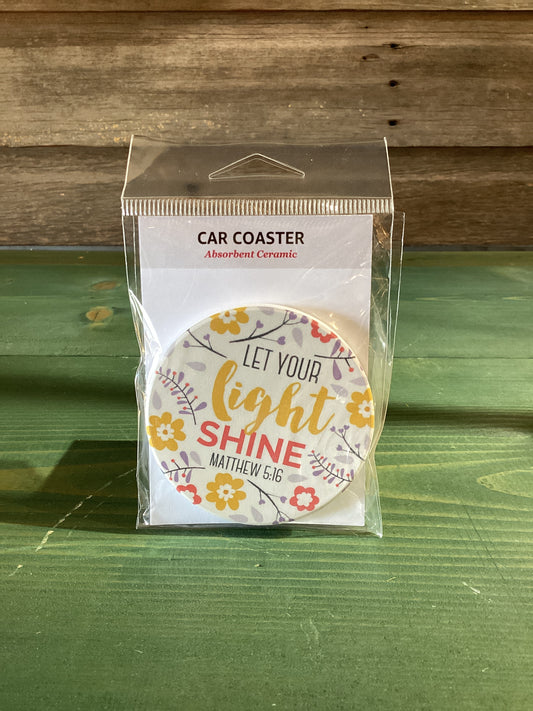 CAR COASTER
Absorbent Ceramic
LET YOUR
light
SHINE
MATTHEW 5:16